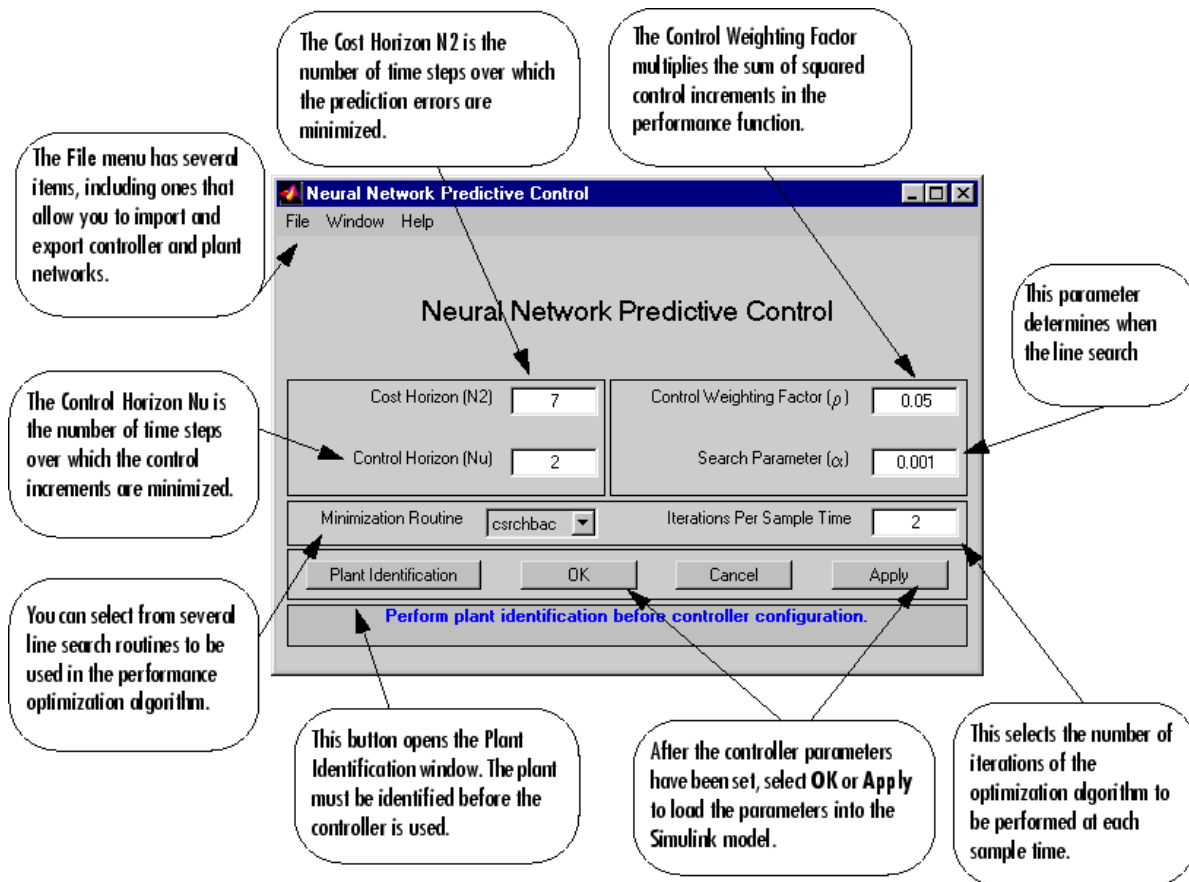 The Cost Horizon N2 is the
number of time steps over which
the prediction errors are
minimized.
The Control Weighting Factor
multiplies the sum of squared
control increments in the
performance function.
The File menu has several
items, including ones that
allow you to import and
export controller and plant
networks.
Neural Network Predictive Control
File Window Help
Neural Network Predictive Control
This parameter
determines when
the line search
Cost Horizon (N2) 7
Control Weighting Factor (ρ) 0.05
Control Horizon (Nu) 2
Search Parameter (α) 0.001
The Control Horizon Nu is
the number of time steps
over which the control
increments are minimized.
Minimization Routine csrchbac
Iterations Per Sample Time 2
Plant Identification OK Cancel Apply
Perform plant identification before controller configuration.
You can select from several
line search routines to be
used in the performance
optimization algorithm.
This button opens the Plant
Identification window. The plant
must be identified before the
controller is used.
After the controller parameters
have been set, select OK or Apply
to load the parameters into the
Simulink model.
This selects the number of
iterations of the
optimization algorithm to
be performed at each
sample time.